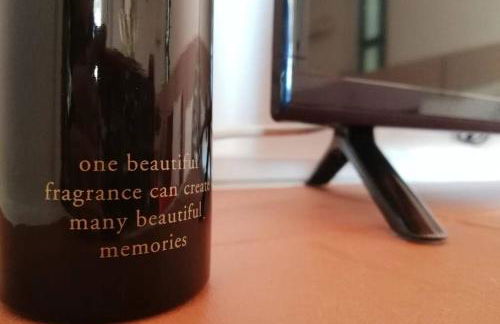 one beautiful
fragrance can create
many beautiful
memories